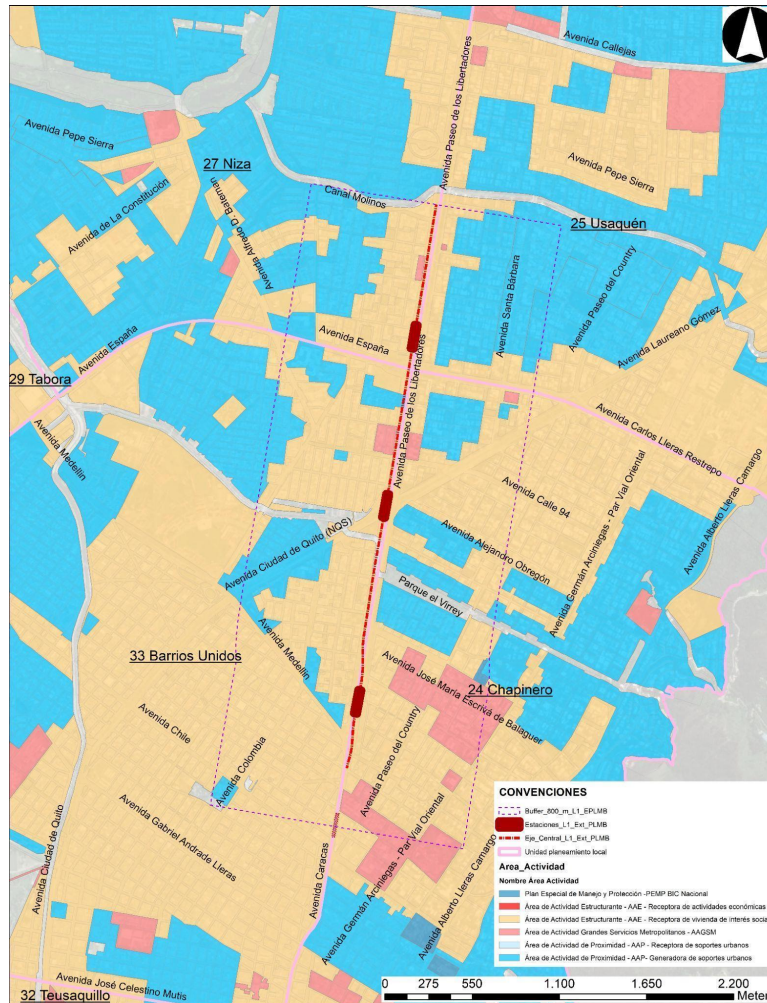 Avenida Callejas
Avenida Paseo de los Libertadores
Avenida Pepe Sierra
Avenida Pepe Sierra
27 Niza
Avenida de La Constitución
Avenida Alfredo D. Bateman
Canal Molinos
25 Usaquén
Avenida Santa Bárbara
Avenida Paseo del Country
Avenida Laureano Gómez
Avenida España
Avenida España
Avenida Paseo de los Libertadores
29 Tabora
Avenida Medellín
Avenida Carlos Lleras Restrepo
Avenida Calle 94
Avenida Alejandro Obregón
Avenida Germán Arciniegas - Par Vial Oriental
Avenida Alberto Lleras Camargo
Avenida Ciudad de Quito (NQS)
Parque el Virrey
Avenida Medellín
33 Barrios Unidos
Avenida José María Escrivá de Balaguer
24 Chapinero
Avenida Chile
Avenida Colombia
Avenida Paseo del Country
Avenida Gabriel Andrade Lleras
Avenida Ciudad de Quito
Avenida Caracas
Avenida Germán Arciniegas - Par Vial Oriental
Avenida Alberto Lleras Camargo
Avenida José Celestino Mutis
32 Teusaquillo
CONVENCIONES
Buffer_800_m_L1_EPLMB
Estaciones_L1_Ext_PLMB
Eje_Central_L1_Ext_PLMB
Unidad planeamiento local
Area_Actividad
Nombre Área Actividad
Plan Especial de Manejo y Protección -PEMP BIC Nacional
Área de Actividad Estructurante - AAE - Receptora de actividades económicas
Área de Actividad Estructurante - AAE - Receptora de vivienda de interés socia
Área de Actividad Grandes Servicios Metropolitanos - AAGSM
Área de Actividad de Proximidad - AAP - Receptora de soportes urbanos
Área de Actividad de Proximidad - AAP- Generadora de soportes urbanos
0 275 550 1.100 1.650 2.200
Meter